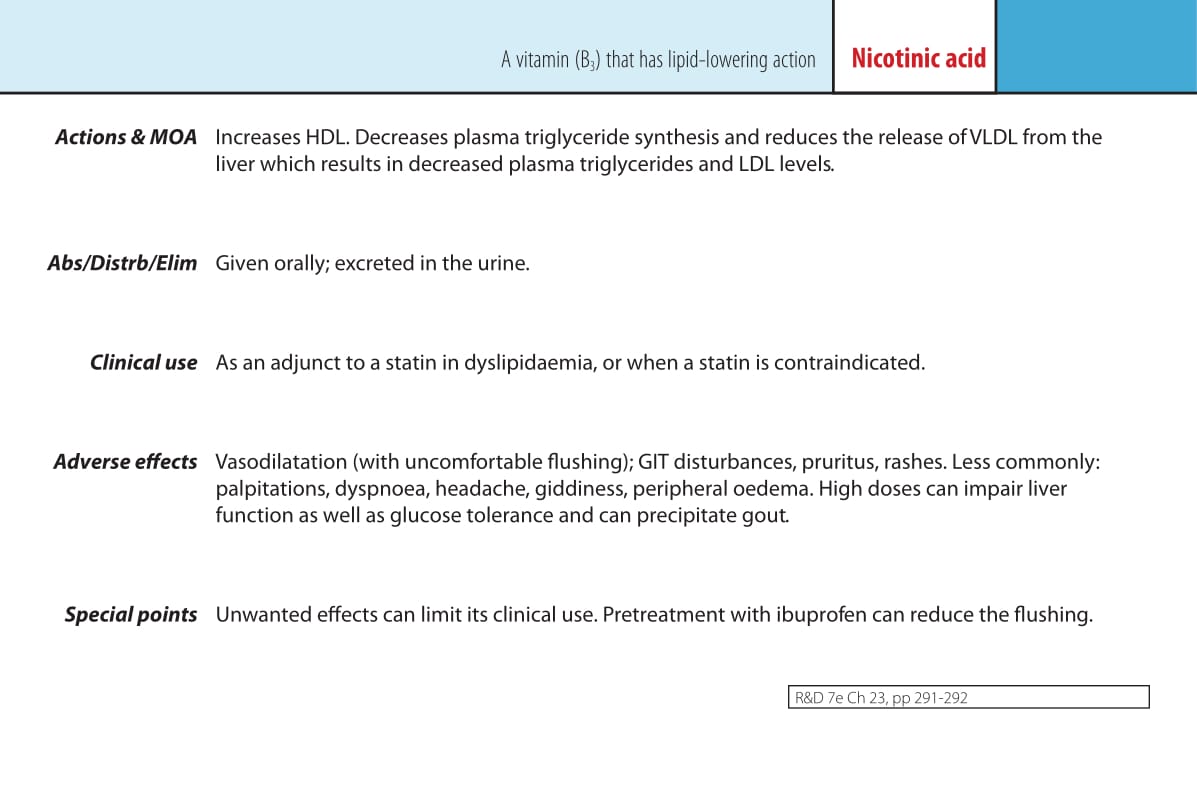 A vitamin (B₃) that has lipid-lowering action Nicotinic acid
Actions & MOA Increases HDL. Decreases plasma triglyceride synthesis and reduces the release of VLDL from the
liver which results in decreased plasma triglycerides and LDL levels.
Abs/Distrb/Elim Given orally; excreted in the urine.
Clinical use As an adjunct to a statin in dyslipidaemia, or when a statin is contraindicated.
Adverse effects Vasodilatation (with uncomfortable flushing); GIT disturbances, pruritus, rashes. Less commonly:
palpitations, dyspnoea, headache, giddiness, peripheral oedema. High doses can impair liver
function as well as glucose tolerance and can precipitate gout.
Special points Unwanted effects can limit its clinical use. Pretreatment with ibuprofen can reduce the flushing.
R&D 7e Ch 23, pp 291-292